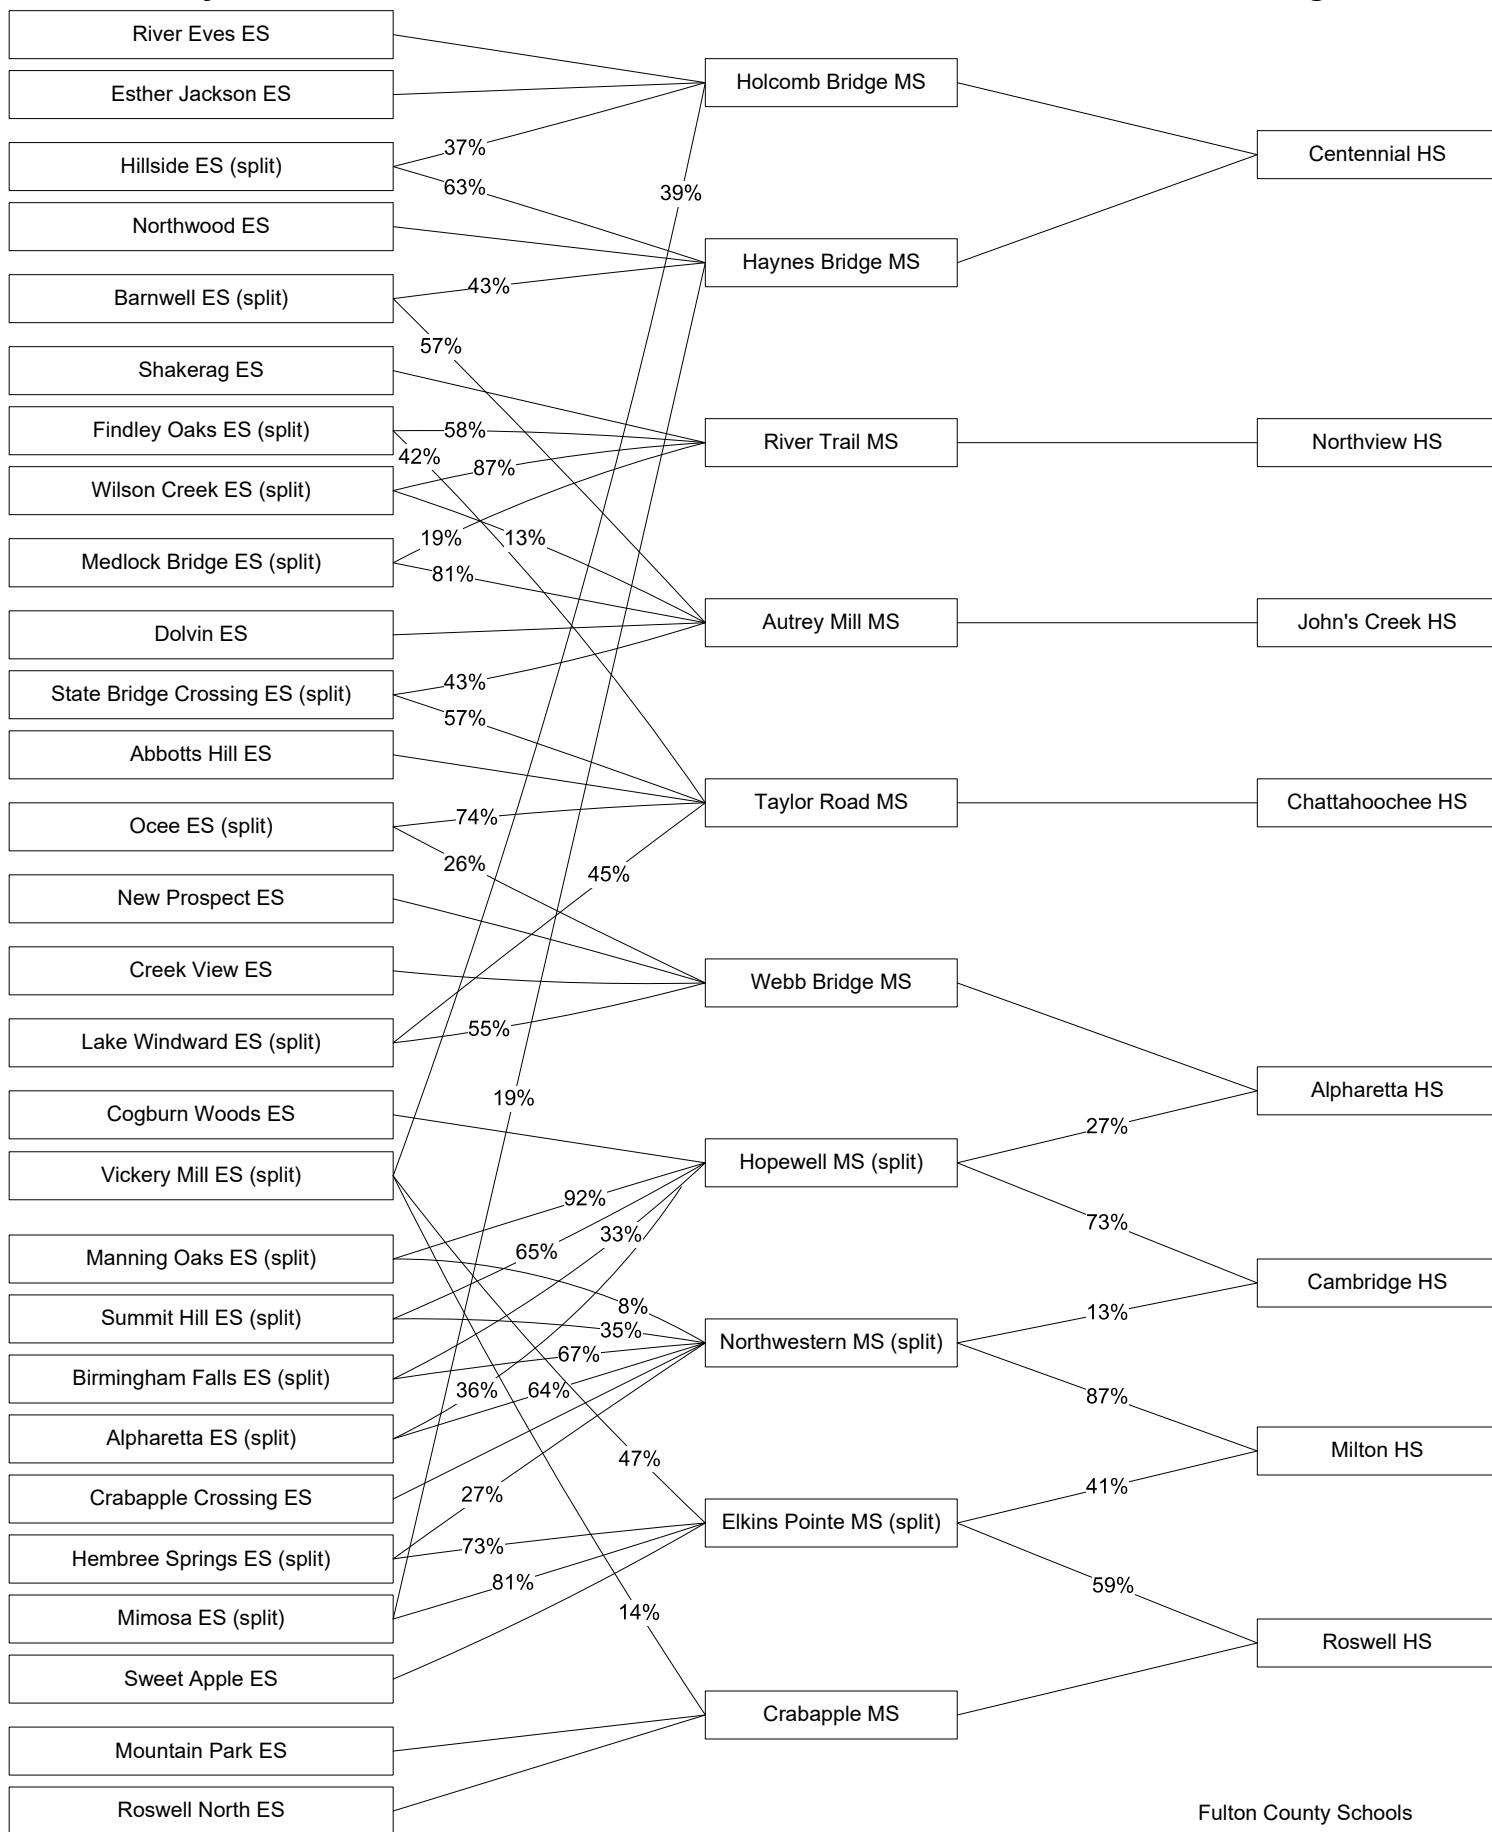 River Eves ES
Esther Jackson ES
Hillside ES (split)
Northwood ES
Barnwell ES (split)
Shakerag ES
Findley Oaks ES (split)
Wilson Creek ES (split)
Medlock Bridge ES (split)
Dolvin ES
State Bridge Crossing ES (split)
Abbotts Hill ES
Ocee ES (split)
New Prospect ES
Creek View ES
Lake Windward ES (split)
Cogburn Woods ES
Vickery Mill ES (split)
Manning Oaks ES (split)
Summit Hill ES (split)
Birmingham Falls ES (split)
Alpharetta ES (split)
Crabapple Crossing ES
Hembree Springs ES (split)
Mimosa ES (split)
Sweet Apple ES
Mountain Park ES
Roswell North ES
37%
63%
39%
43%
57%
58%
42%
87%
19%
13%
81%
43%
57%
74%
26%
45%
55%
19%
92%
33%
65%
8%
35%
67%
36%
64%
47%
27%
73%
81%
14%
Holcomb Bridge MS
Haynes Bridge MS
River Trail MS
Autrey Mill MS
Taylor Road MS
Webb Bridge MS
Hopewell MS (split)
Northwestern MS (split)
Elkins Pointe MS (split)
Crabapple MS
27%
73%
13%
87%
41%
59%
Centennial HS
Northview HS
John's Creek HS
Chattahoochee HS
Alpharetta HS
Cambridge HS
Milton HS
Roswell HS
Fulton County Schools